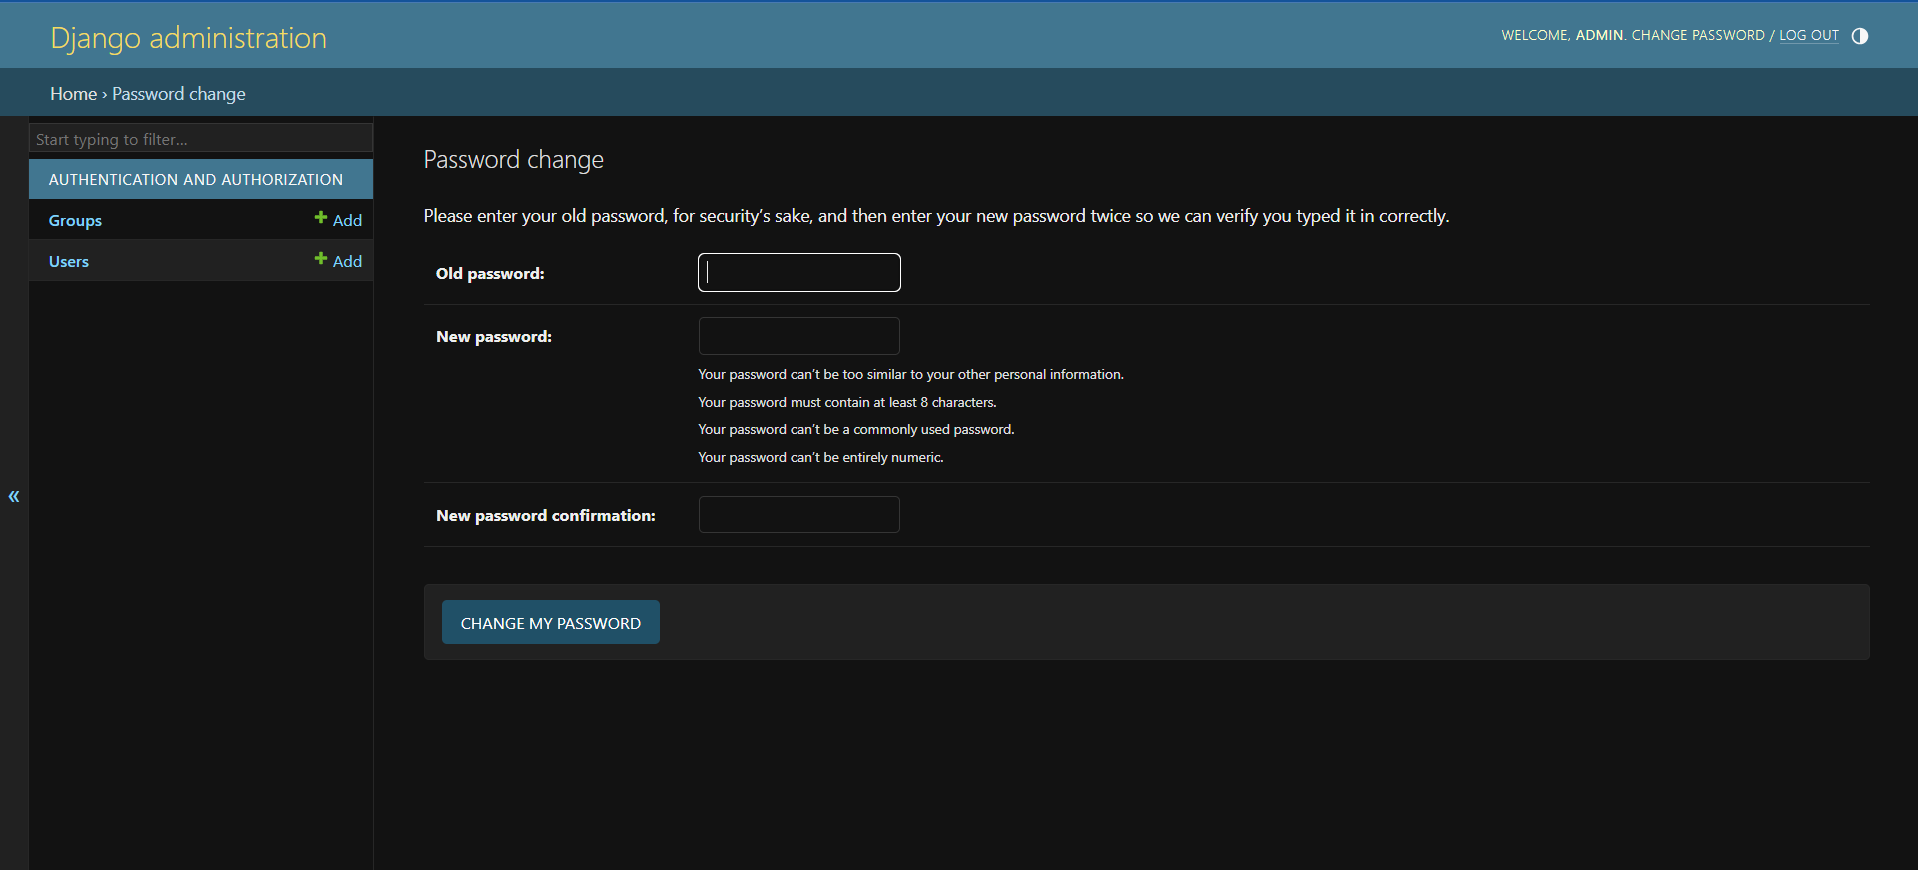 Django administration
WELCOME, ADMIN. CHANGE PASSWORD / LOG OUT
Home › Password change
Start typing to filter...
AUTHENTICATION AND AUTHORIZATION
Groups
Add
Users
Add
«
Password change
Please enter your old password, for security’s sake, and then enter your new password twice so we can verify you typed it in correctly.
Old password:
New password:
Your password can’t be too similar to your other personal information.
Your password must contain at least 8 characters.
Your password can’t be a commonly used password.
Your password can’t be entirely numeric.
New password confirmation:
CHANGE MY PASSWORD